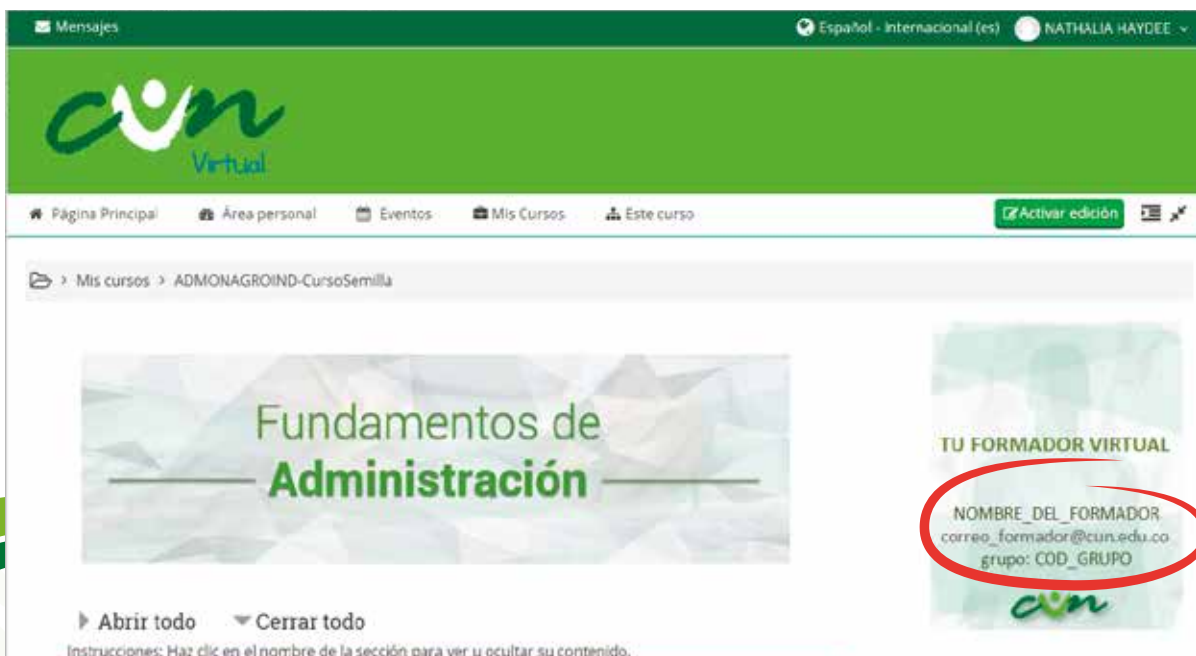 Mensajes
Español - Internacional (es) NATHALIA HAYDEE
cun
Virtual
Página Principal Área personal Eventos Mis Cursos Este curso Activar edición
> Mis cursos > ADMONAGROIND-CursoSemilla
Fundamentos de
Administración
TU FORMADOR VIRTUAL
NOMBRE_DEL_FORMADOR
correo_formador@cun.edu.co
grupo: COD_GRUPO
cun
Abrir todo Cerrar todo
Instrucciones: Haz clic en el nombre de la sección para ver u ocultar su contenido.